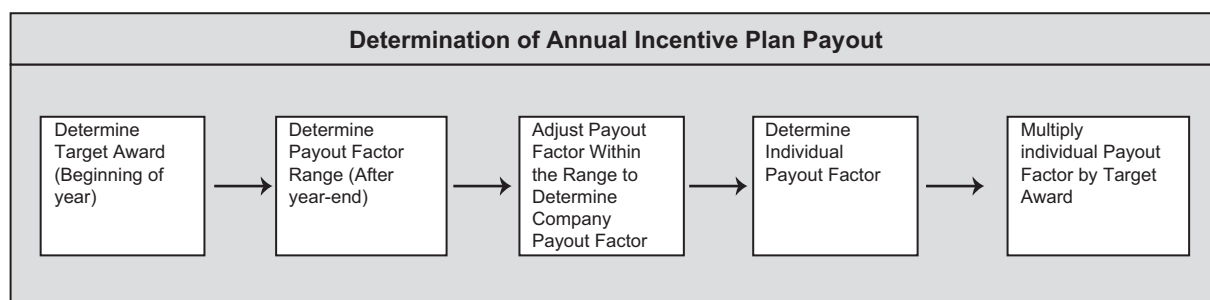 Determination of Annual Incentive Plan Payout
Determine
Target Award
(Beginning of
year)
Determine
Payout Factor
Range (After
year-end)
Adjust Payout
Factor Within
the Range to
Determine
Company
Payout Factor
Determine
Individual
Payout Factor
Multiply
individual Payout
Factor by Target
Award